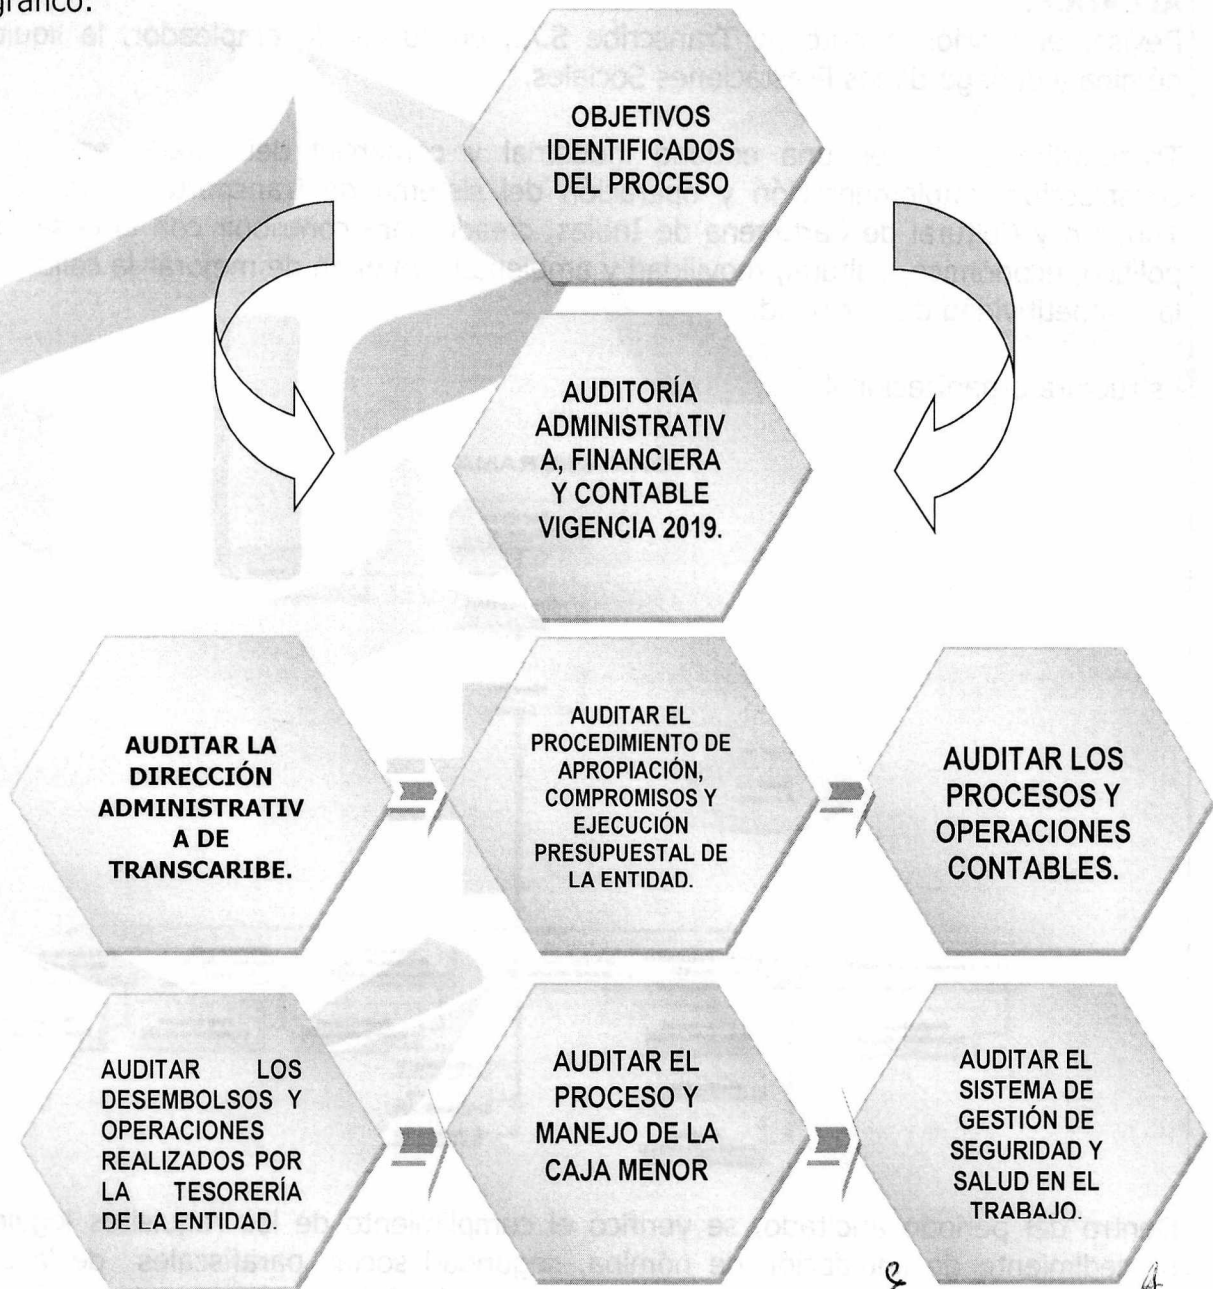 gráfico:
OBJETIVOS
IDENTIFICADOS
DEL PROCESO
AUDITORÍA
ADMINISTRATIV
A, FINANCIERA
Y CONTABLE
VIGENCIA 2019.
AUDITAR LA
DIRECCIÓN
ADMINISTRATIV
A DE
TRANSCARIBE.
AUDITAR EL
PROCEDIMIENTO DE
APROPIACIÓN,
COMPROMISOS Y
EJECUCIÓN
PRESUPUESTAL DE
LA ENTIDAD.
AUDITAR LOS
PROCESOS Y
OPERACIONES
CONTABLES.
AUDITAR LOS
DESEMBOLSOS Y
OPERACIONES
REALIZADOS POR
LA TESORERÍA
DE LA ENTIDAD.
AUDITAR EL
PROCESO Y
MANEJO DE LA
CAJA MENOR
AUDITAR EL
SISTEMA DE
GESTIÓN DE
SEGURIDAD Y
SALUD EN EL
TRABAJO.